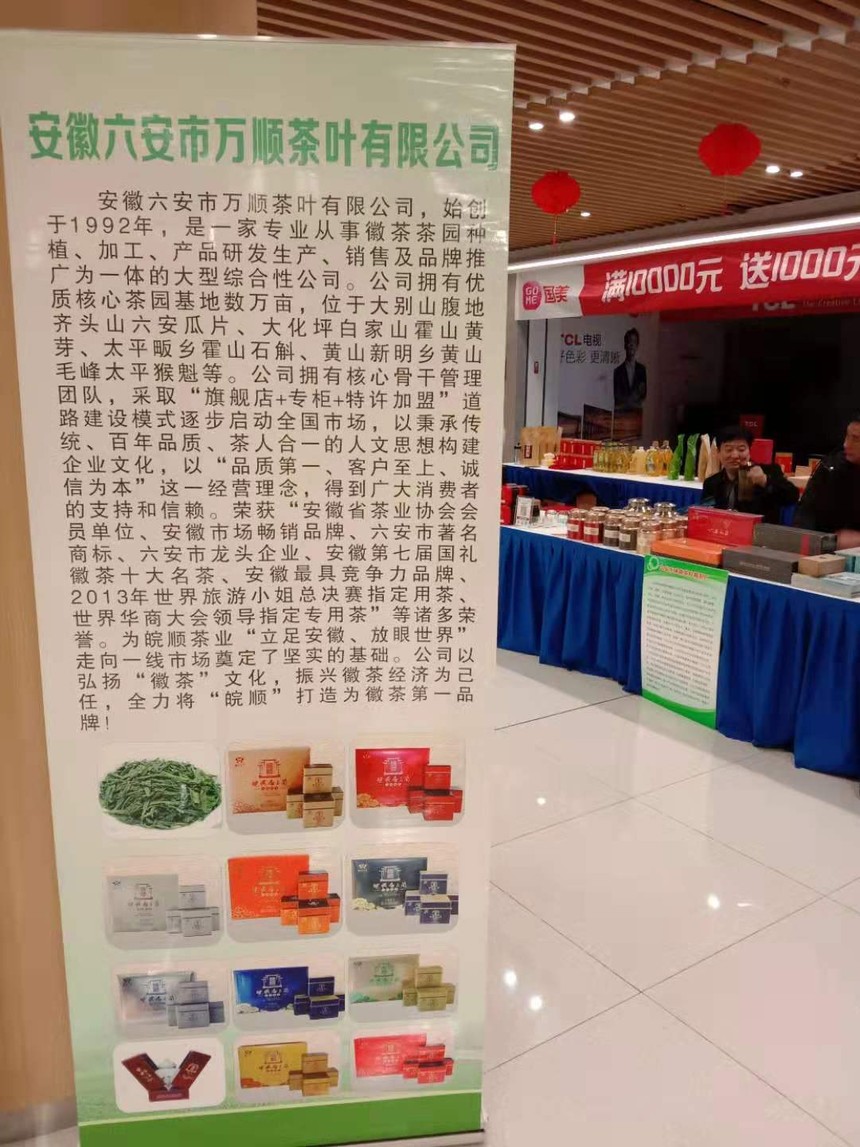 安徽六安市万顺茶叶有限公司
安徽六安市万顺茶叶有限公司，始创
于1992年，是一家专业从事徽茶茶园种
植、加工、产品研发生产、销售及品牌推
广为一体的大型综合性公司。公司拥有优
质核心茶园基地数万亩，位于大别山腹地
齐头山六安瓜片、大化坪白家山霍山黄
芽、太平畈乡霍山石斛、黄山新明乡黄山
毛峰太平猴魁等。公司拥有核心骨干管理
团队，采取“旗舰店+专柜+特许加盟”道
路建设模式逐步启动全国市场，以秉承传
统、百年品质、茶人合一的人文思想构建
企业文化，以“品质第一、客户至上、诚
信为本”这一经营理念，得到广大消费者
的支持和信赖。荣获“安徽省茶业协会会
员单位、安徽市场畅销品牌、六安市著名
商标、六安市龙头企业、安徽第七届国礼
徽茶十大名茶、安徽最具竞争力品牌、
2013年世界旅游小姐总决赛指定用茶、
世界华商大会领导指定专用茶”等诸多荣
誉。为皖顺茶业“立足安徽、放眼世界”
走向一线市场奠定了坚实的基础。公司以
弘扬“徽茶”文化，振兴徽茶经济为己
任，全力将“皖顺”打造为徽茶第一品
牌！
GOME 国美 满10000元 送1000元
TCL The Creative
TCL电视
色彩 更清晰
TCL